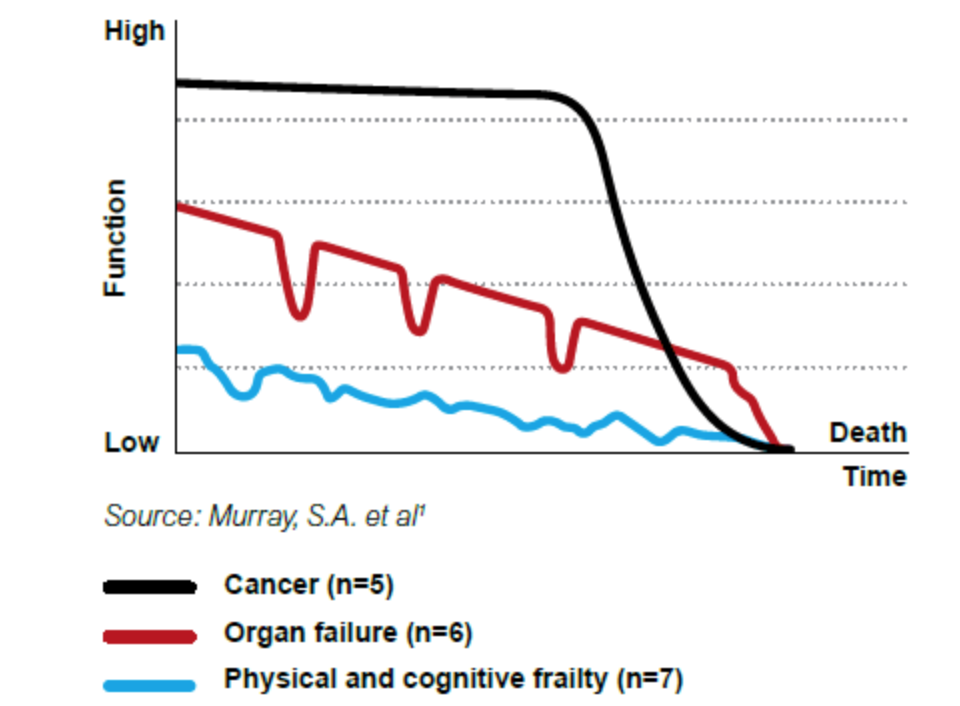 High
Function
Low
Death
Time
Source: Murray, S.A. et al¹
Cancer (n=5)
Organ failure (n=6)
Physical and cognitive frailty (n=7)